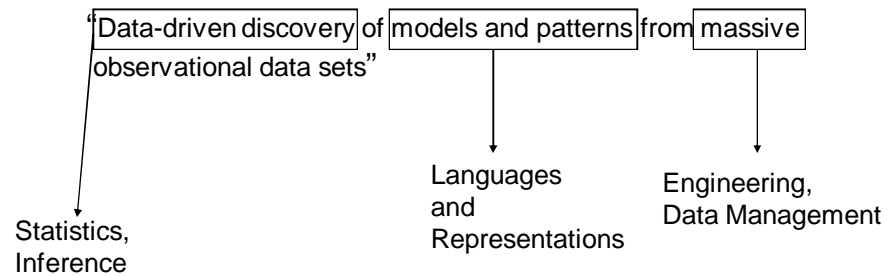 “Data-driven discovery of models and patterns from massive
observational data sets”
Languages
and
Representations
Engineering,
Data Management
Statistics,
Inference